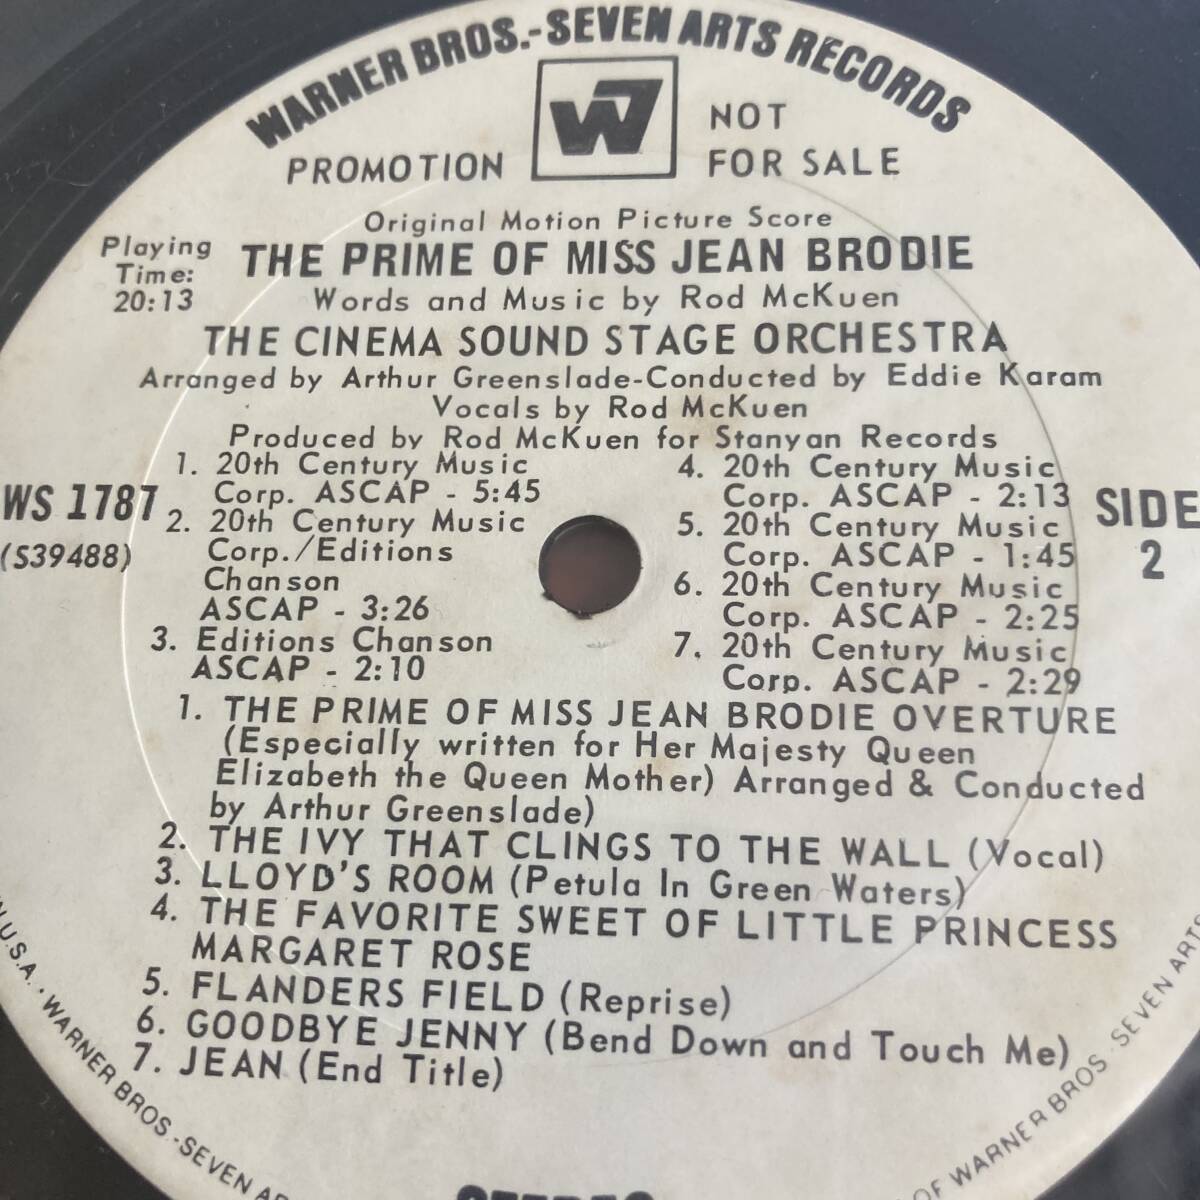 WARNER BROS.-SEVEN ARTS RECORDS
W7
PROMOTION
NOT
FOR SALE
Original Motion Picture Score
Playing
Time:
20:13
THE PRIME OF MISS JEAN BRODIE
Words and Music by Rod McKuen
THE CINEMA SOUND STAGE ORCHESTRA
Arranged by Arthur Greenslade-Conducted by Eddie Karam
Vocals by Rod McKuen
Produced by Rod McKuen for Stanyan Records
WS 1787
(S39488)
1. 20th Century Music
Corp. ASCAP - 5:45
2. 20th Century Music
Corp./Editions
Chanson
ASCAP - 3:26
3. Editions Chanson
ASCAP - 2:10
4. 20th Century Music
Corp. ASCAP - 2:13
5. 20th Century Music
Corp. ASCAP - 1:45
6. 20th Century Music
Corp. ASCAP - 2:25
7. 20th Century Music
Corp. ASCAP - 2:29
SIDE
2
1. THE PRIME OF MISS JEAN BRODIE OVERTURE
(Especially written for Her Majesty Queen
Elizabeth the Queen Mother) Arranged & Conducted
by Arthur Greenslade)
2. THE IVY THAT CLINGS TO THE WALL (Vocal)
3. LLOYD'S ROOM (Petula In Green Waters)
4. THE FAVORITE SWEET OF LITTLE PRINCESS
MARGARET ROSE
5. FLANDERS FIELD (Reprise)
6. GOODBYE JENNY (Bend Down and Touch Me)
7. JEAN (End Title)
U.S.A. · WARNER BROS.-SEVEN
OF WARNER BROS. - SEVEN ARTS